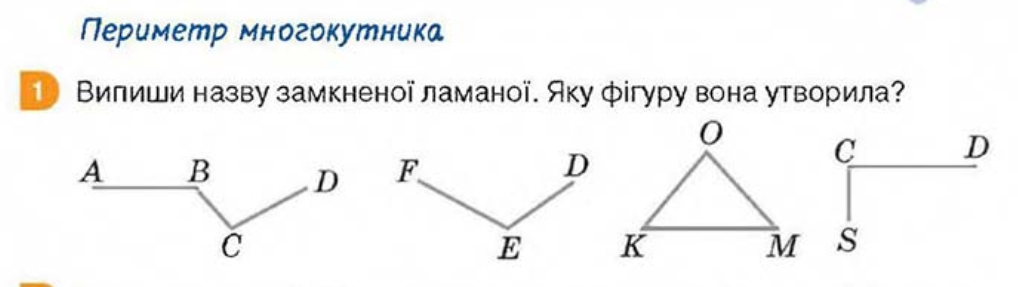 Периметр многокутника
1 Випиши назву замкненої ламаної. Яку фігуру вона утворила?
A B C D
F E D
K O M
C D S